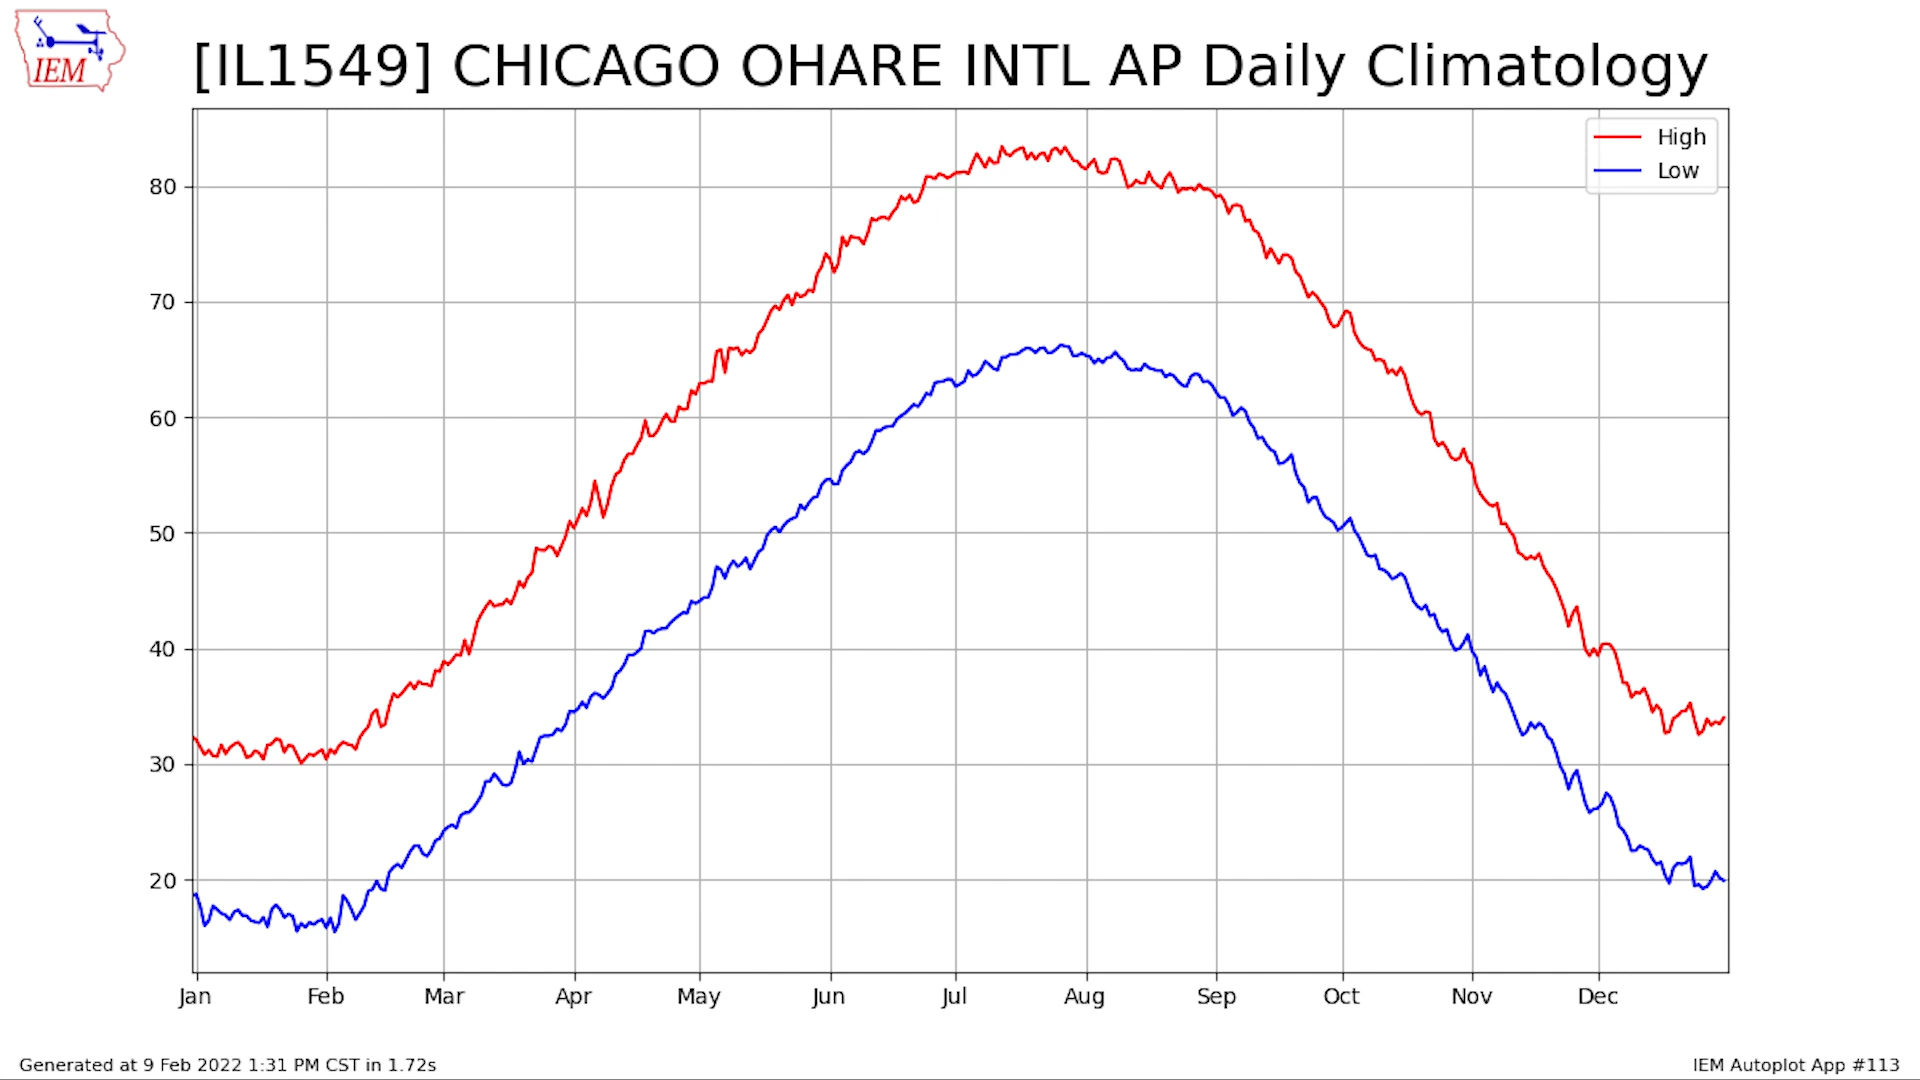 IEM
[IL1549] CHICAGO OHARE INTL AP Daily Climatology
High
Low
80
70
60
50
40
30
20
Jan Feb Mar Apr May Jun Jul Aug Sep Oct Nov Dec
Generated at 9 Feb 2022 1:31 PM CST in 1.72s
IEM Autoplot App #113